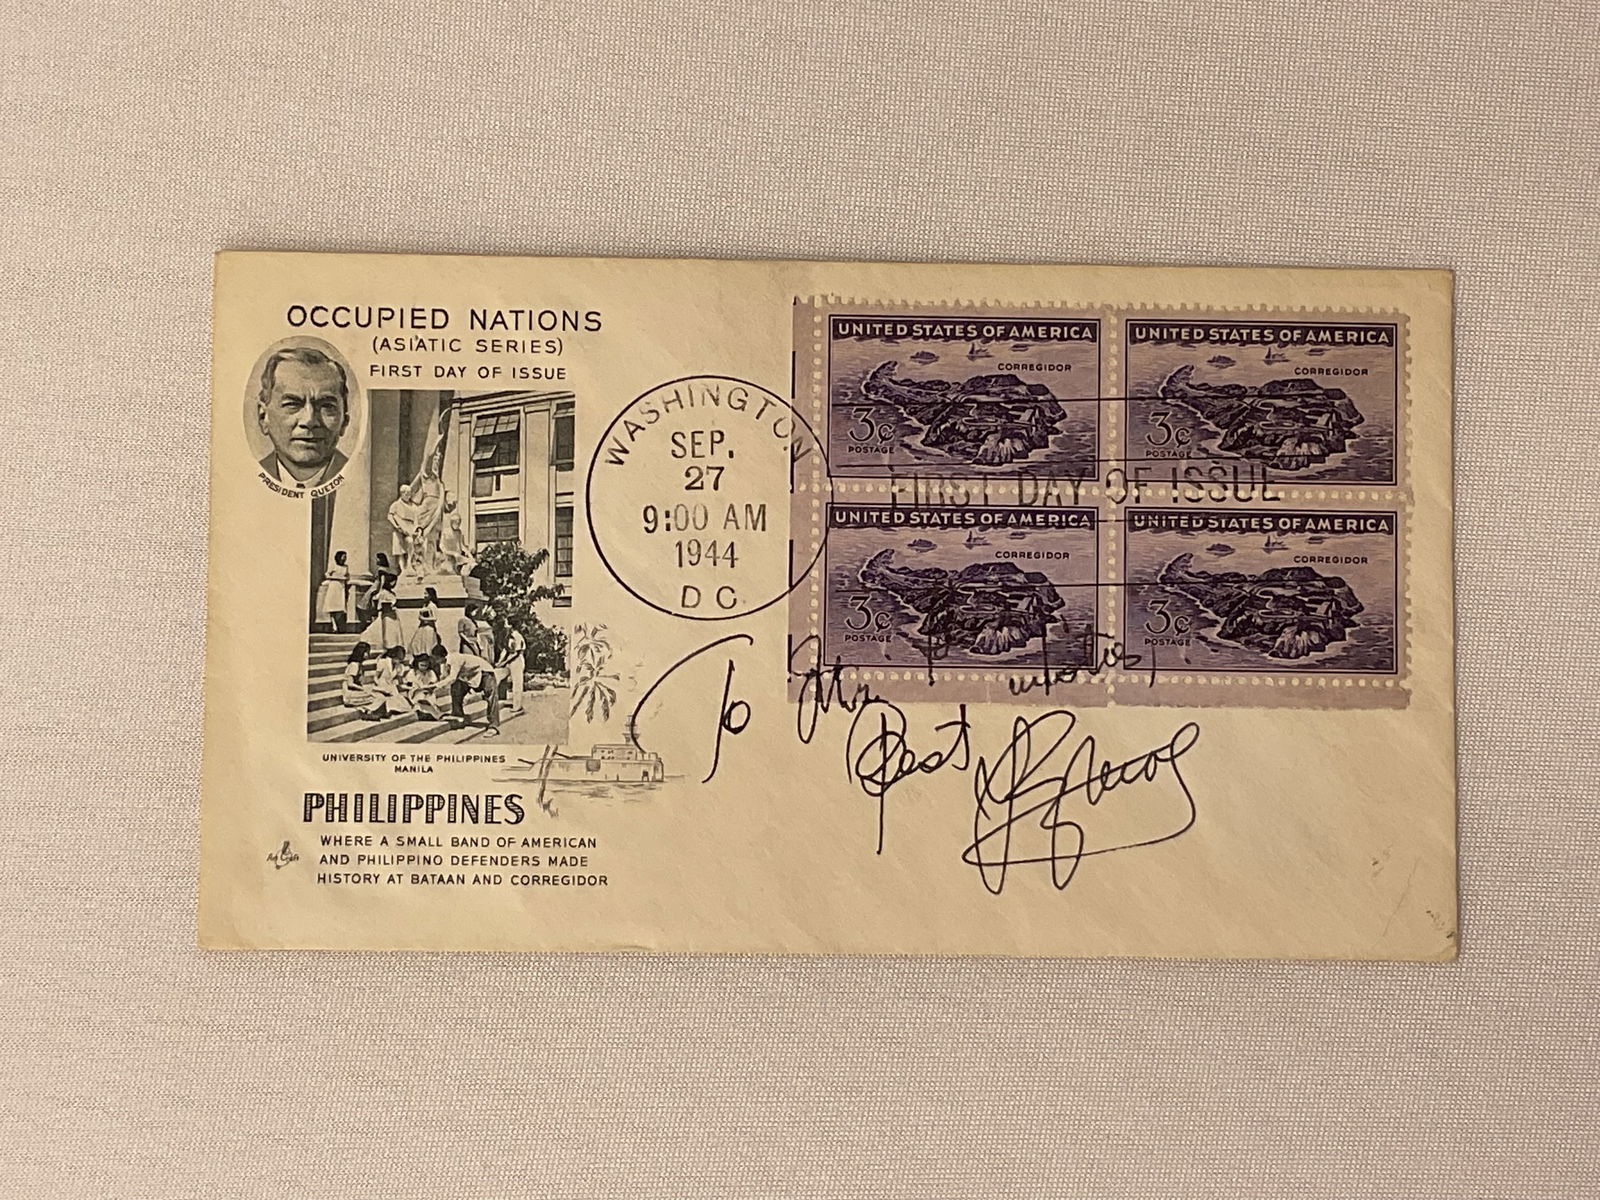 OCCUPIED NATIONS
(ASIATIC SERIES)
FIRST DAY OF ISSUE
PRESIDENT QUEZON
UNIVERSITY OF THE PHILIPPINES
MANILA
PHILIPPINES
Art Craft
WHERE A SMALL BAND OF AMERICAN
AND PHILIPPINO DEFENDERS MADE
HISTORY AT BATAAN AND CORREGIDOR
WASHINGTON
SEP.
27
9:00 AM
1944
D C.
UNITED STATES OF AMERICA
CORREGIDOR
3¢
POSTAGE
UNITED STATES OF AMERICA
CORREGIDOR
3¢
POSTAGE
FIRST DAY OF ISSUE
UNITED STATES OF AMERICA
CORREGIDOR
3¢
POSTAGE
UNITED STATES OF AMERICA
CORREGIDOR
3¢
POSTAGE
To
Best wishes